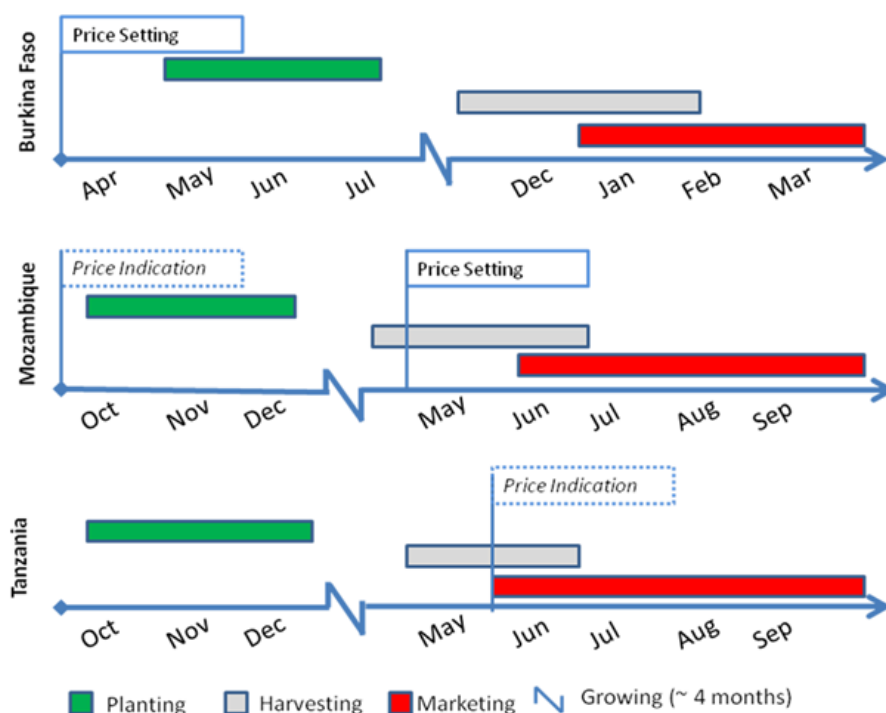 Burkina Faso
Price Setting
Apr May Jun Jul Dec Jan Feb Mar
Mozambique
Price Indication Price Setting
Oct Nov Dec May Jun Jul Aug Sep
Tanzania
Price Indication
Oct Nov Dec May Jun Jul Aug Sep
Planting Harvesting Marketing Growing (~ 4 months)